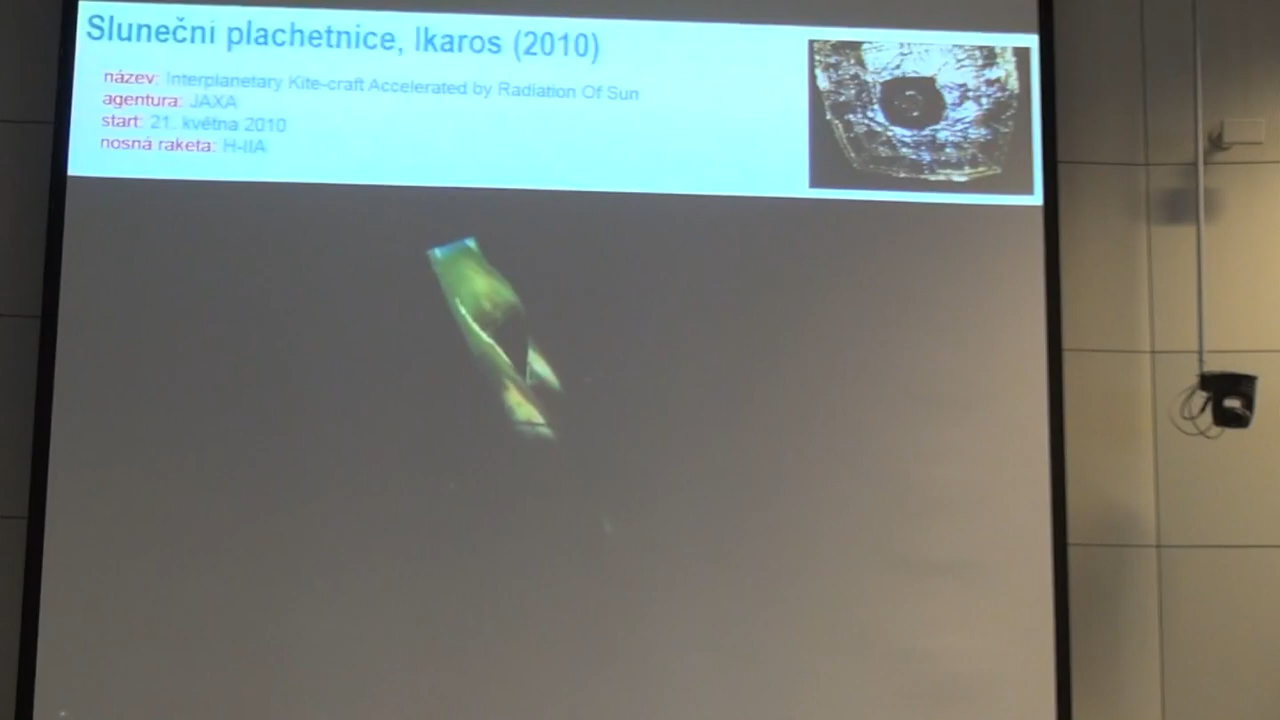 Sluneční plachetnice, Ikaros (2010)
název: Interplanetary Kite-craft Accelerated by Radiation Of Sun
agentura: JAXA
start: 21. května 2010
nosná raketa: H-IIA